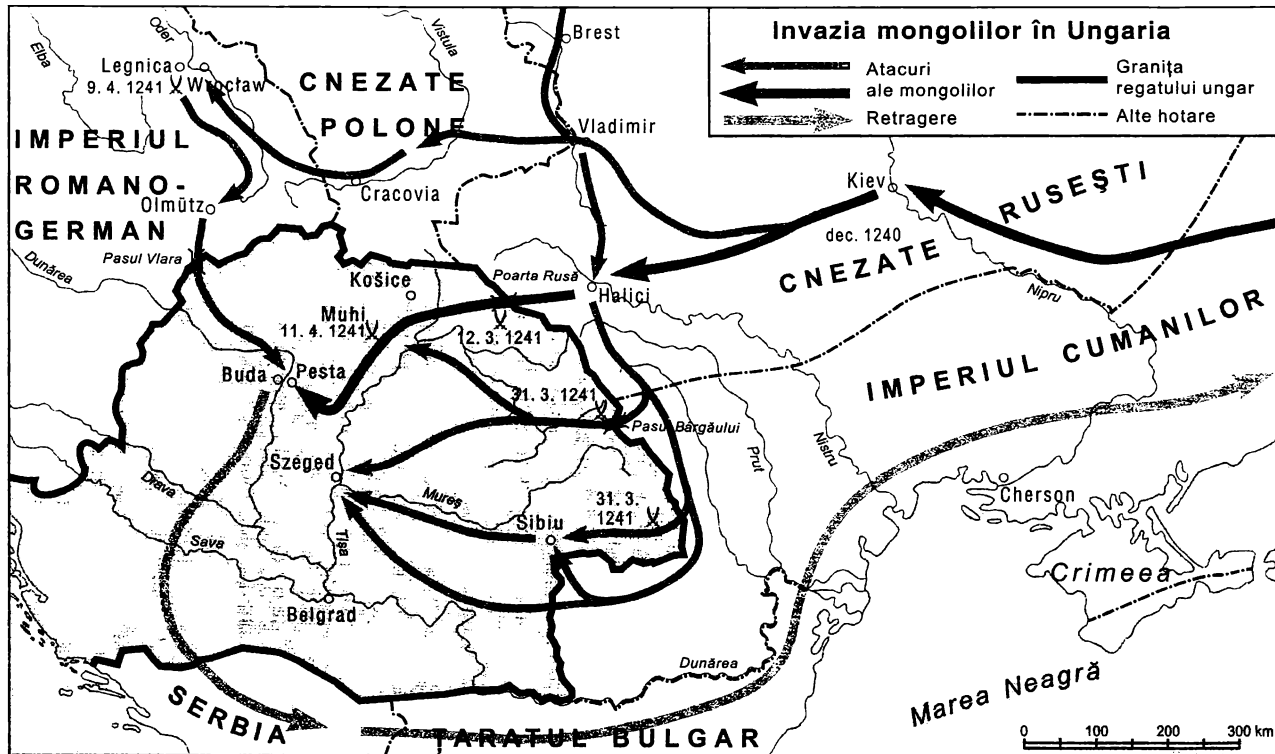 Invazia mongolilor în Ungaria
Atacuri
ale mongolilor
Retragere
Granița
regatului ungar
Alte hotare
Elba
Oder
Vistula
Brest
Legnica
Wrocław
9. 4. 1241
CNEZATE
POLONE
Vladimir
IMPERIUL
ROMANO-
GERMAN
Olmütz
Cracovia
Kiev
dec. 1240
CNEZATE
RUSEŞTI
Pasul Vlara
Dunărea
Košice
Poarta Rusă
Halici
Nipru
Muhi
11. 4. 1241
12. 3. 1241
IMPERIUL CUMANILOR
Buda
Pesta
31. 3. 1241
Pasul Bârgăului
Prut
Nistru
Szeged
Drava
Mureș
31. 3.
1241
Cherson
Sava
Tisa
Sibiu
Belgrad
Crimeea
Dunărea
SERBIA
ȚARATUL BULGAR
Marea Neagră
0 100 200 300 km